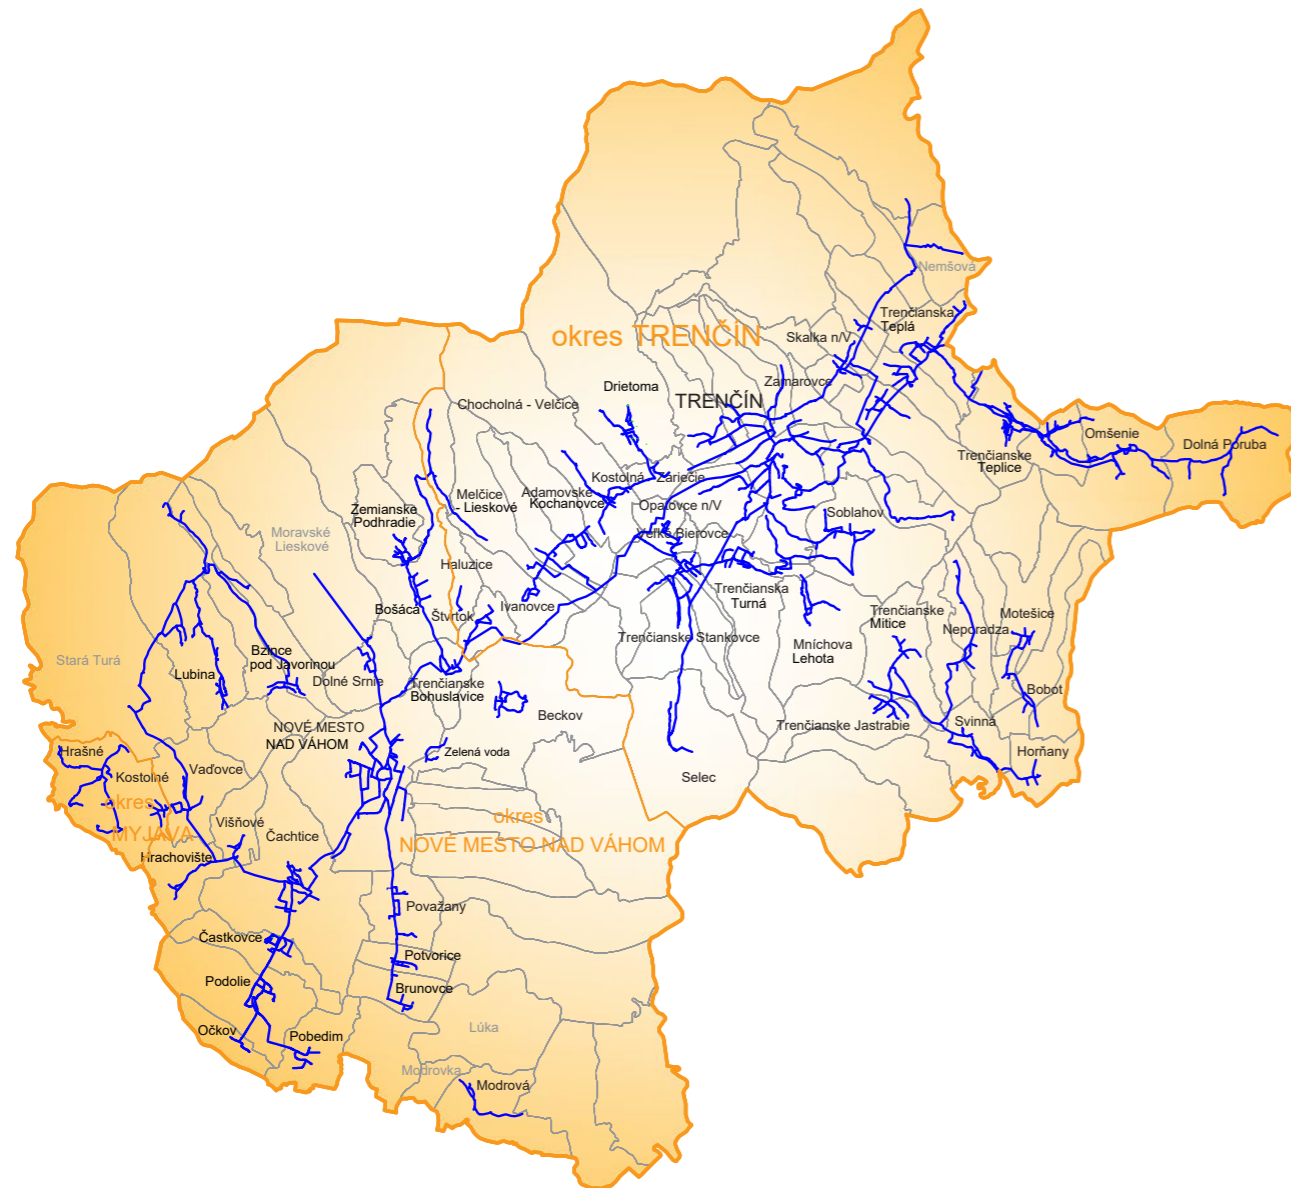 Nemšová
Trenčianska
Teplá
okres TRENČÍN
Skalka n/V
Drietoma
Zamarovce
TRENČÍN
Chocholná - Velčice
Omšenie
Dolná Poruba
Trenčianske
Teplice
Kostolná - Záriečie
Melčice
- Lieskové
Adamovské
Kochanovce
Zemianske
Podhradie
Opatovce n/V
Soblahov
Moravské
Lieskové
Veľké Bierovce
Haluzice
Trenčianska
Turná
Bošáca
Štvrtok
Ivanovce
Trenčianske
Mitice
Motešice
Neporadza
Trenčianske Stankovce
Mníchova
Lehota
Stará Turá
Lubina
Bzince
pod Javorinou
Dolné Srnie
Trenčianske
Bohuslavice
Bobot
Beckov
Trenčianske Jastrabie
Svinná
NOVÉ MESTO
NAD VÁHOM
Zelená voda
Horňany
Hrašné
Kostolné
Vaďovce
Selec
okres
MYJAVA
Višňové
Čachtice
okres
NOVÉ MESTO NAD VÁHOM
Hrachovište
Považany
Častkovce
Potvorice
Podolie
Brunovce
Očkov
Pobedim
Lúka
Modrovka
Modrová